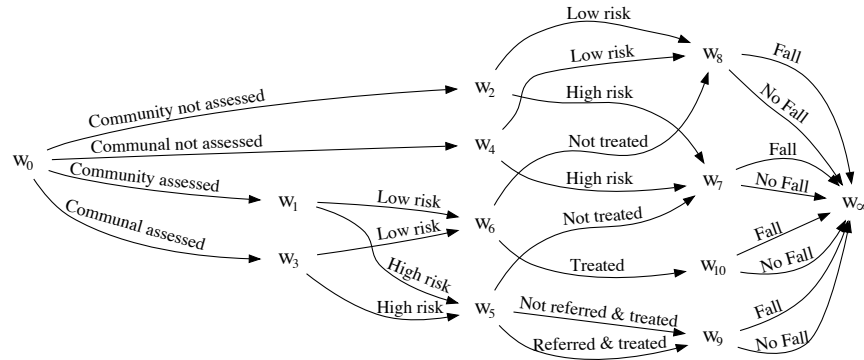 Low risk
Fall
w8
Low risk
w2
No Fall
Community not assessed
High risk
Not treated
w4
Communal not assessed
Fall
w0
High risk
w7
No Fall
Community assessed
w1
Low risk
w∞
Not treated
w6
Communal assessed
Low risk
Fall
w3
High risk
Treated
w10
No Fall
Not referred & treated
Fall
High risk
w5
w9
Referred & treated
No Fall